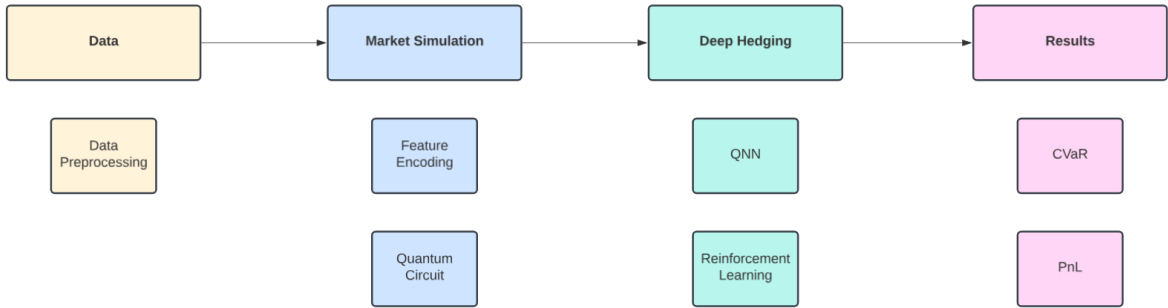 Data
Market Simulation
Deep Hedging
Results
Data
Preprocessing
Feature
Encoding
QNN
CVaR
Quantum
Circuit
Reinforcement
Learning
PnL